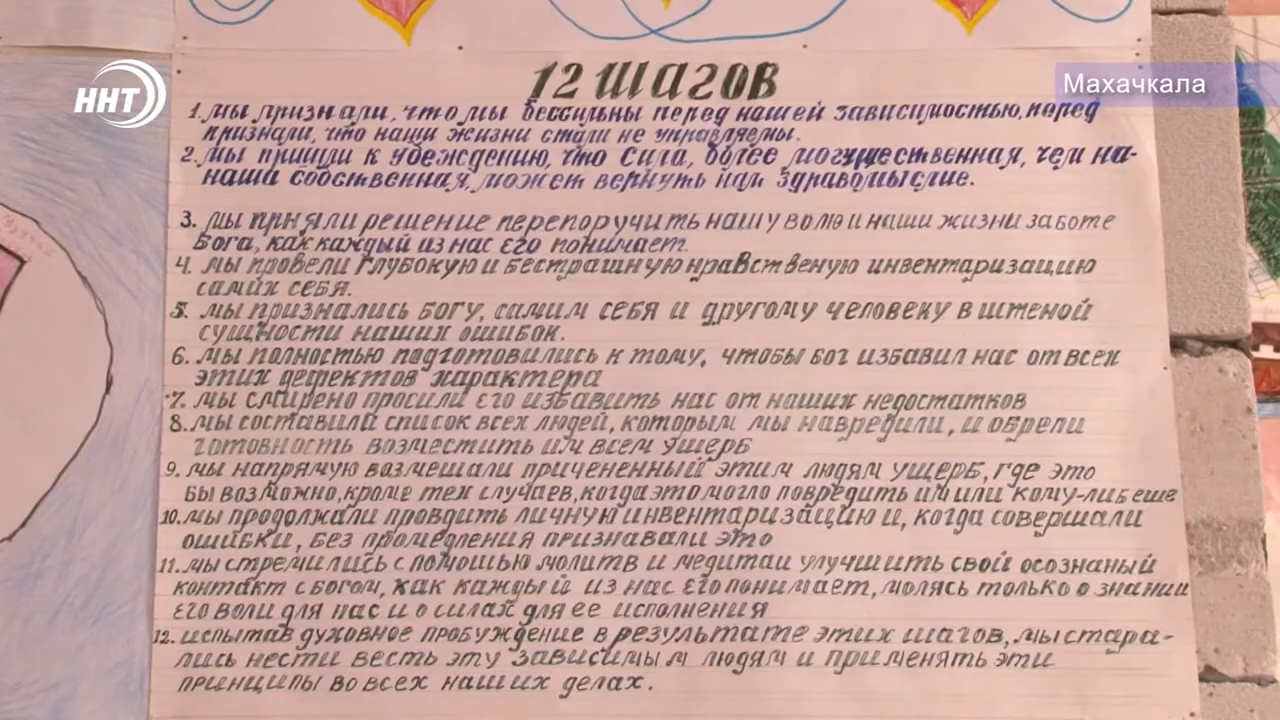 ННТ
Махачкала
12 ШАГОВ
1. мы признали, что мы бессильны перед нашей зависимостью, перед
признали, что наши жизни стали не управляемы.
2. мы пришли к убеждению, что Сила, более могущественная, чем на-
наша собственная, может вернуть нам здравомыслие.
3. мы приняли решение перепоручить нашу волю и наши жизни заботе
Бога, как каждый из нас Его понимает.
4. мы провели глубокую и бестрашную нравственую инвентаризацию
самих себя.
5. мы признались Богу, самим себя и другому человеку в истеной
сущности наших ошибок.
6. мы полностью подготовились к тому, чтобы Бог избавил нас от всех
этих дефектов характера
7. мы смирено просили Его избавить нас от наших недостатков
8. мы составили список всех людей, которым мы навредили, и обрели
готовность возместить им всем ущерб
9. мы напрямую возмешали причененный этим людям ущерб, где это
бы возможно, кроме тех случаев, когда это могло повредить им или кому-либ еше
10. мы продолжали провдить личную инвентаризацию и, когда совершали
ошибки, без промедления признавали это
11. мы стремились с помошью молитв и медитаи улучшить свой осознаный
контакт с Богом, как каждый из нас Его понимает, молясь только о знании
Его воли для нас и о силах для ее исполнения
12. испытав духовное пробуждение в результате этих шагов, мы стара-
лись нести весть эту зависимым людям и применять эти
принципы во всех наших делах.